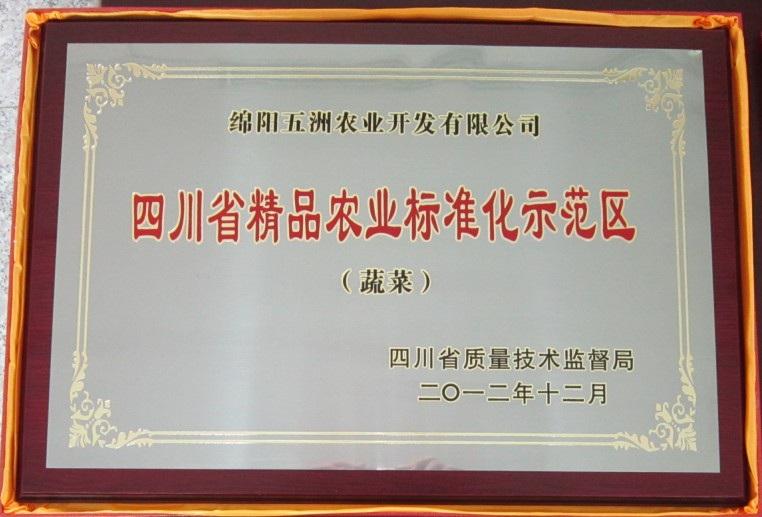 绵阳五洲农业开发有限公司
四川省精品农业标准化示范区
（蔬菜）
四川省质量技术监督局
二〇一二年十二月